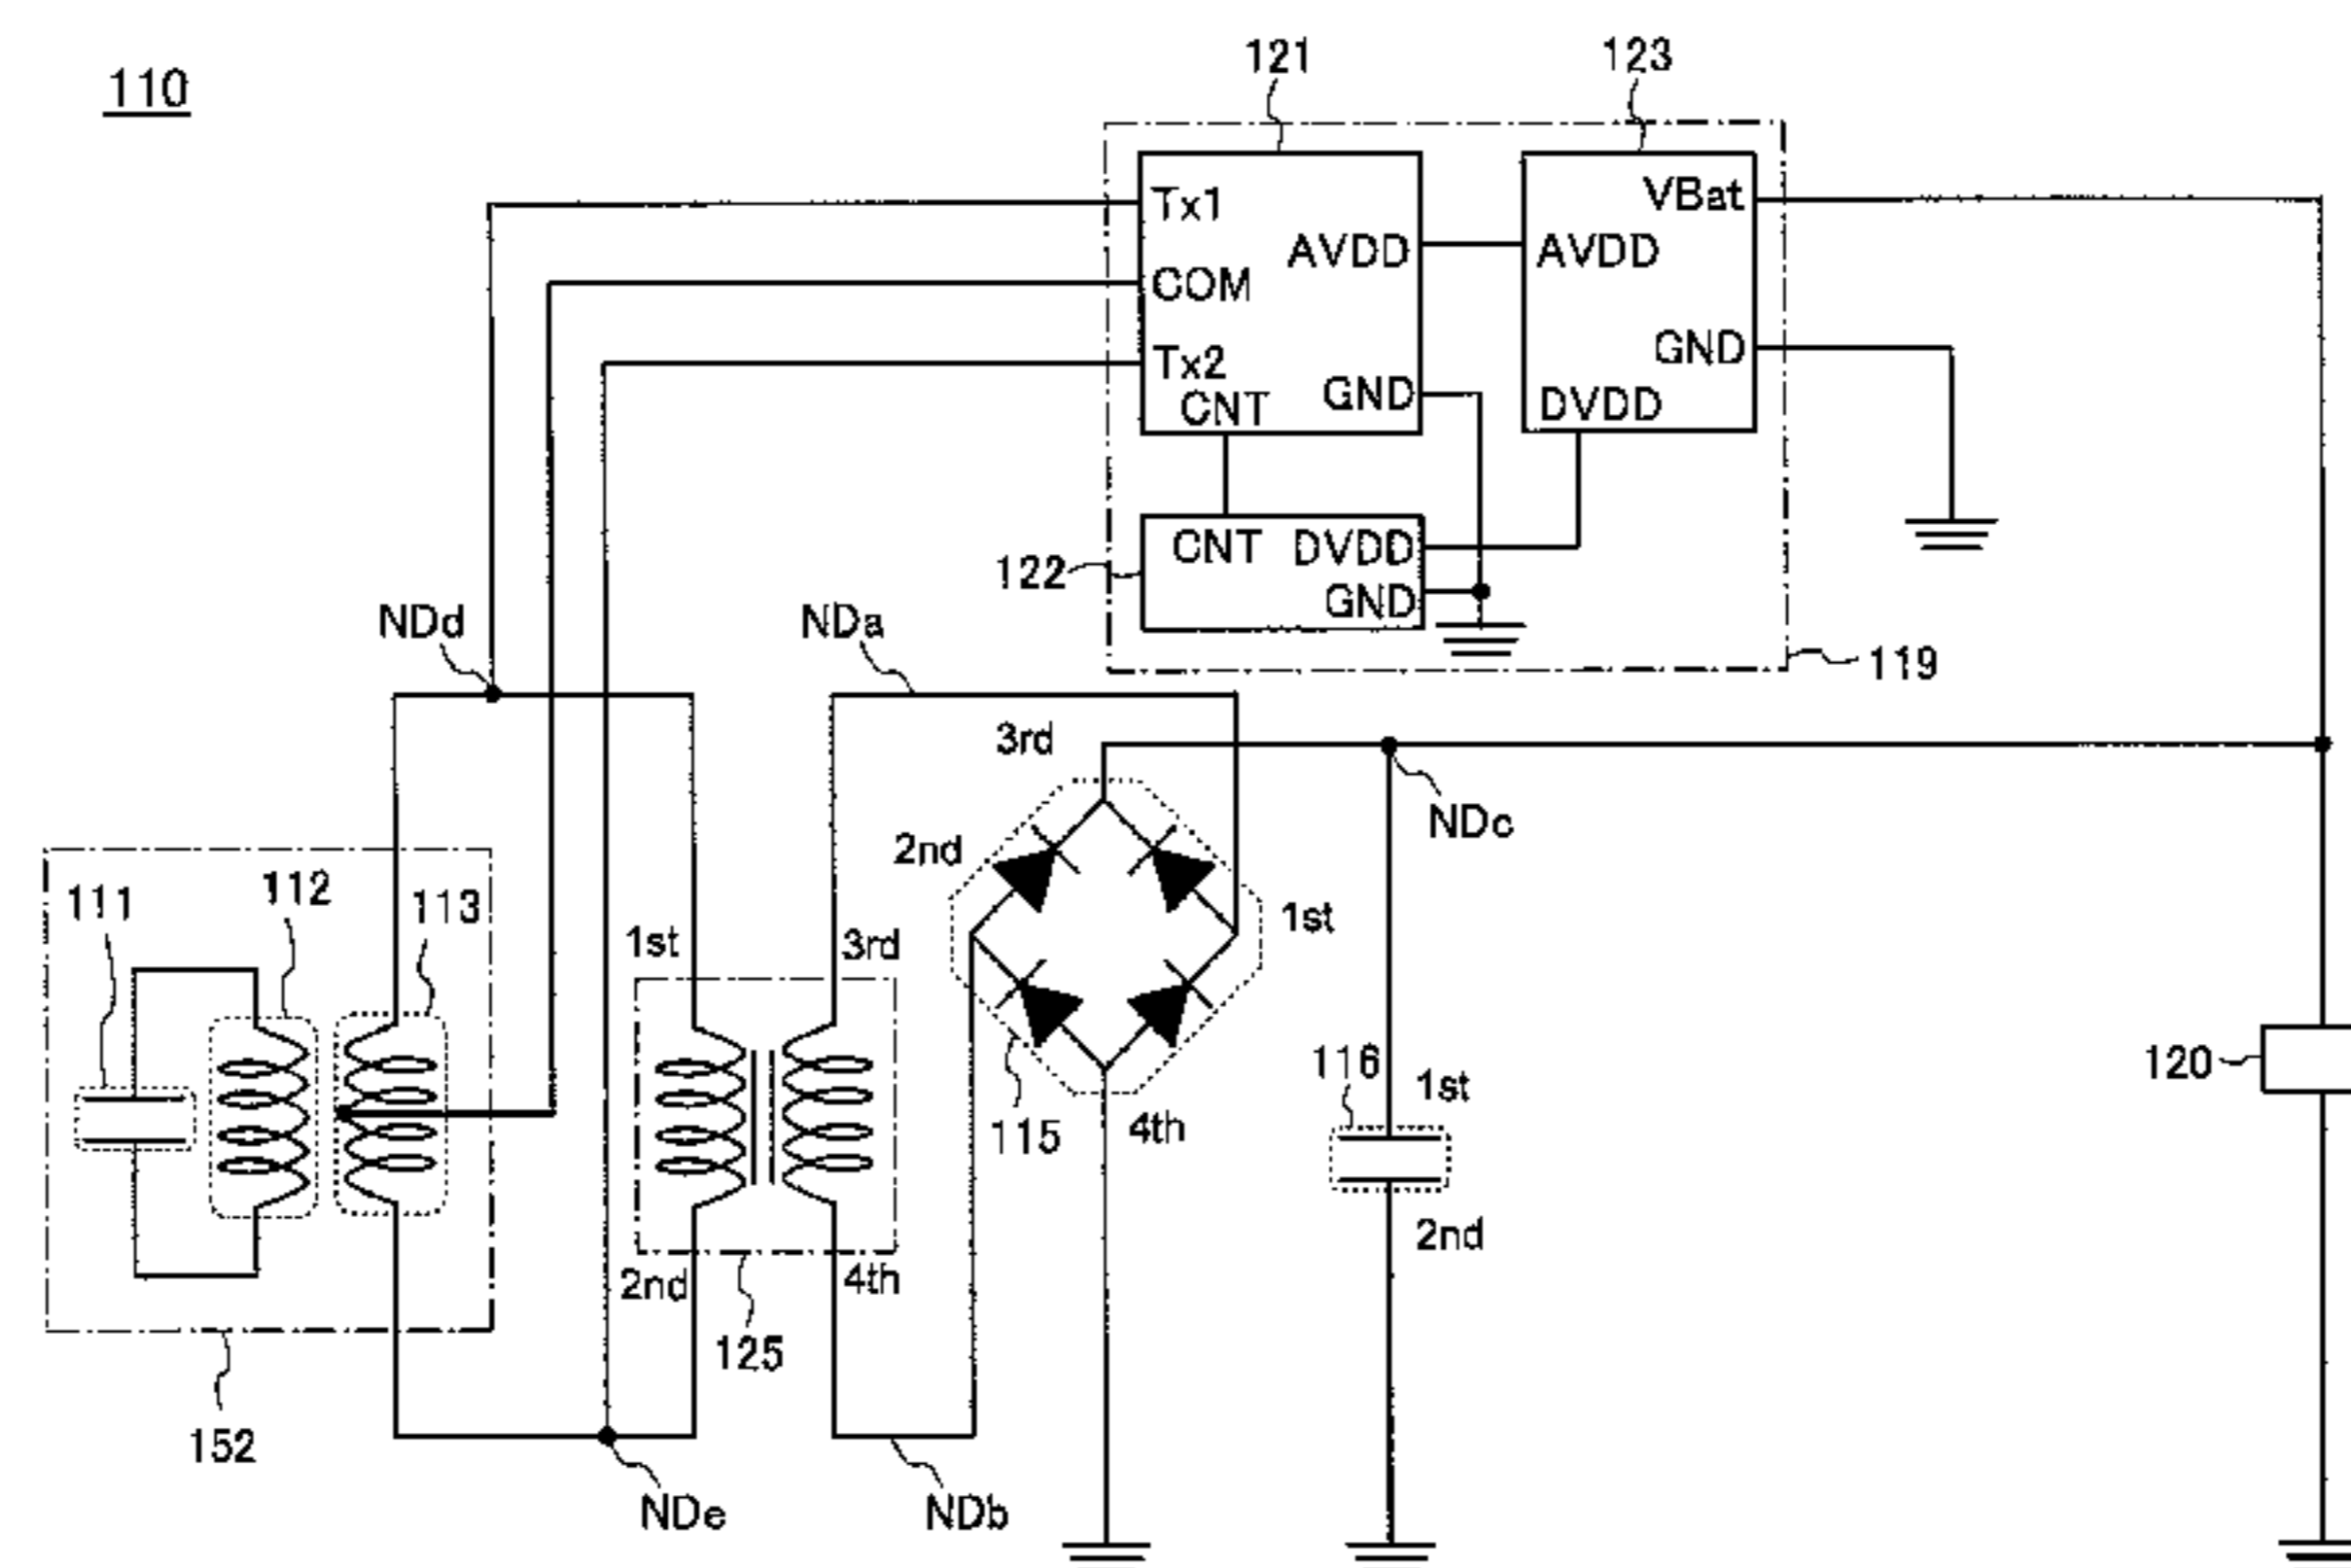 110
121
123
Tx1
VBat
AVDD
AVDD
COM
Tx2
GND
CNT
GND
DVDD
CNT
DVDD
122
GND
NDd
NDa
119
3rd
NDc
2nd
111
112
113
1st
1st
3rd
120
116
1st
115
4th
2nd
2nd
4th
125
152
NDe
NDb